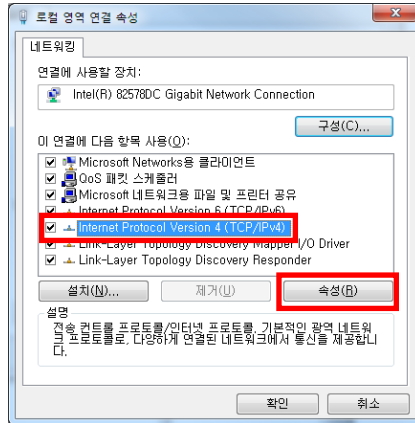 로컬 영역 연결 속성
네트워킹
연결에 사용할 장치:
Intel(R) 82578DC Gigabit Network Connection
구성(C)...
이 연결에 다음 항목 사용(O):
Microsoft Networks용 클라이언트
QoS 패킷 스케줄러
Microsoft 네트워크용 파일 및 프린터 공유
Internet Protocol Version 6 (TCP/IPv6)
Internet Protocol Version 4 (TCP/IPv4)
Link-Layer Topology Discovery Mapper I/O Driver
Link-Layer Topology Discovery Responder
설치(N)... 제거(U) 속성(R)
설명
전송 컨트롤 프로토콜/인터넷 프로토콜. 기본적인 광역 네트워
크 프로토콜로, 다양하게 연결된 네트워크에서 통신을 제공합니
다.
확인 취소